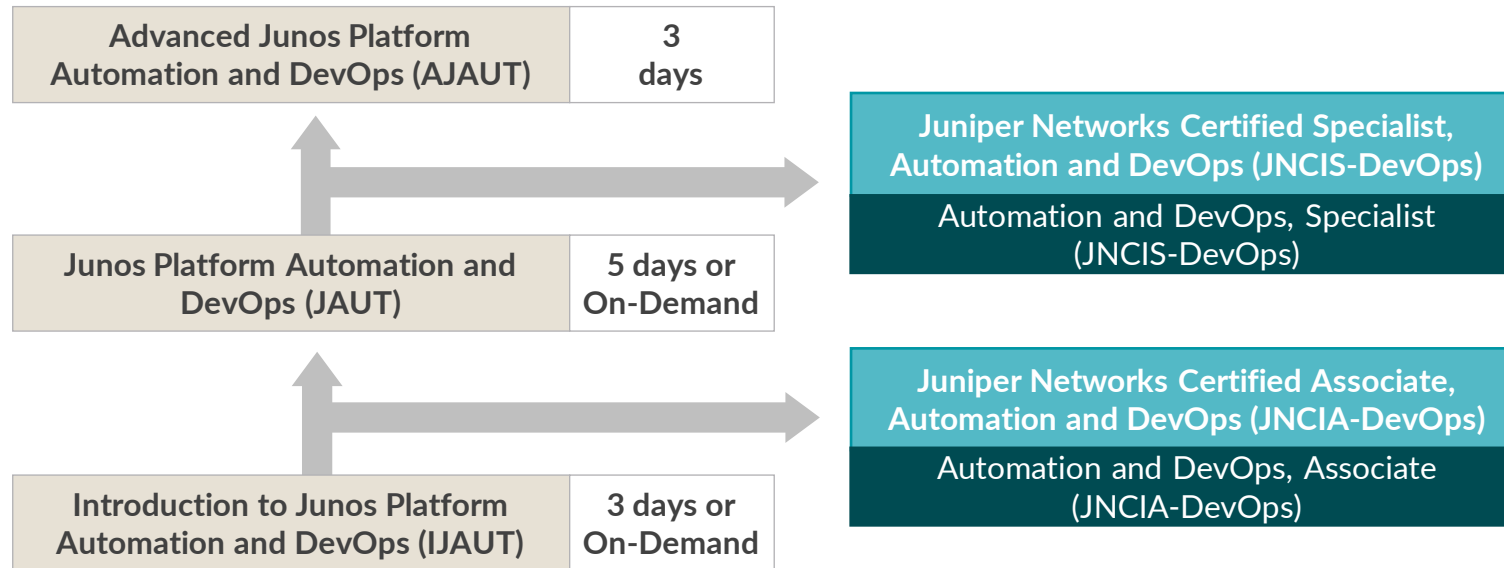 Advanced Junos Platform
Automation and DevOps (AJAUT)
3
days
Juniper Networks Certified Specialist,
Automation and DevOps (JNCIS-DevOps)
Automation and DevOps, Specialist
(JNCIS-DevOps)
Junos Platform Automation and
DevOps (JAUT)
5 days or
On-Demand
Juniper Networks Certified Associate,
Automation and DevOps (JNCIA-DevOps)
Automation and DevOps, Associate
(JNCIA-DevOps)
Introduction to Junos Platform
Automation and DevOps (IJAUT)
3 days or
On-Demand